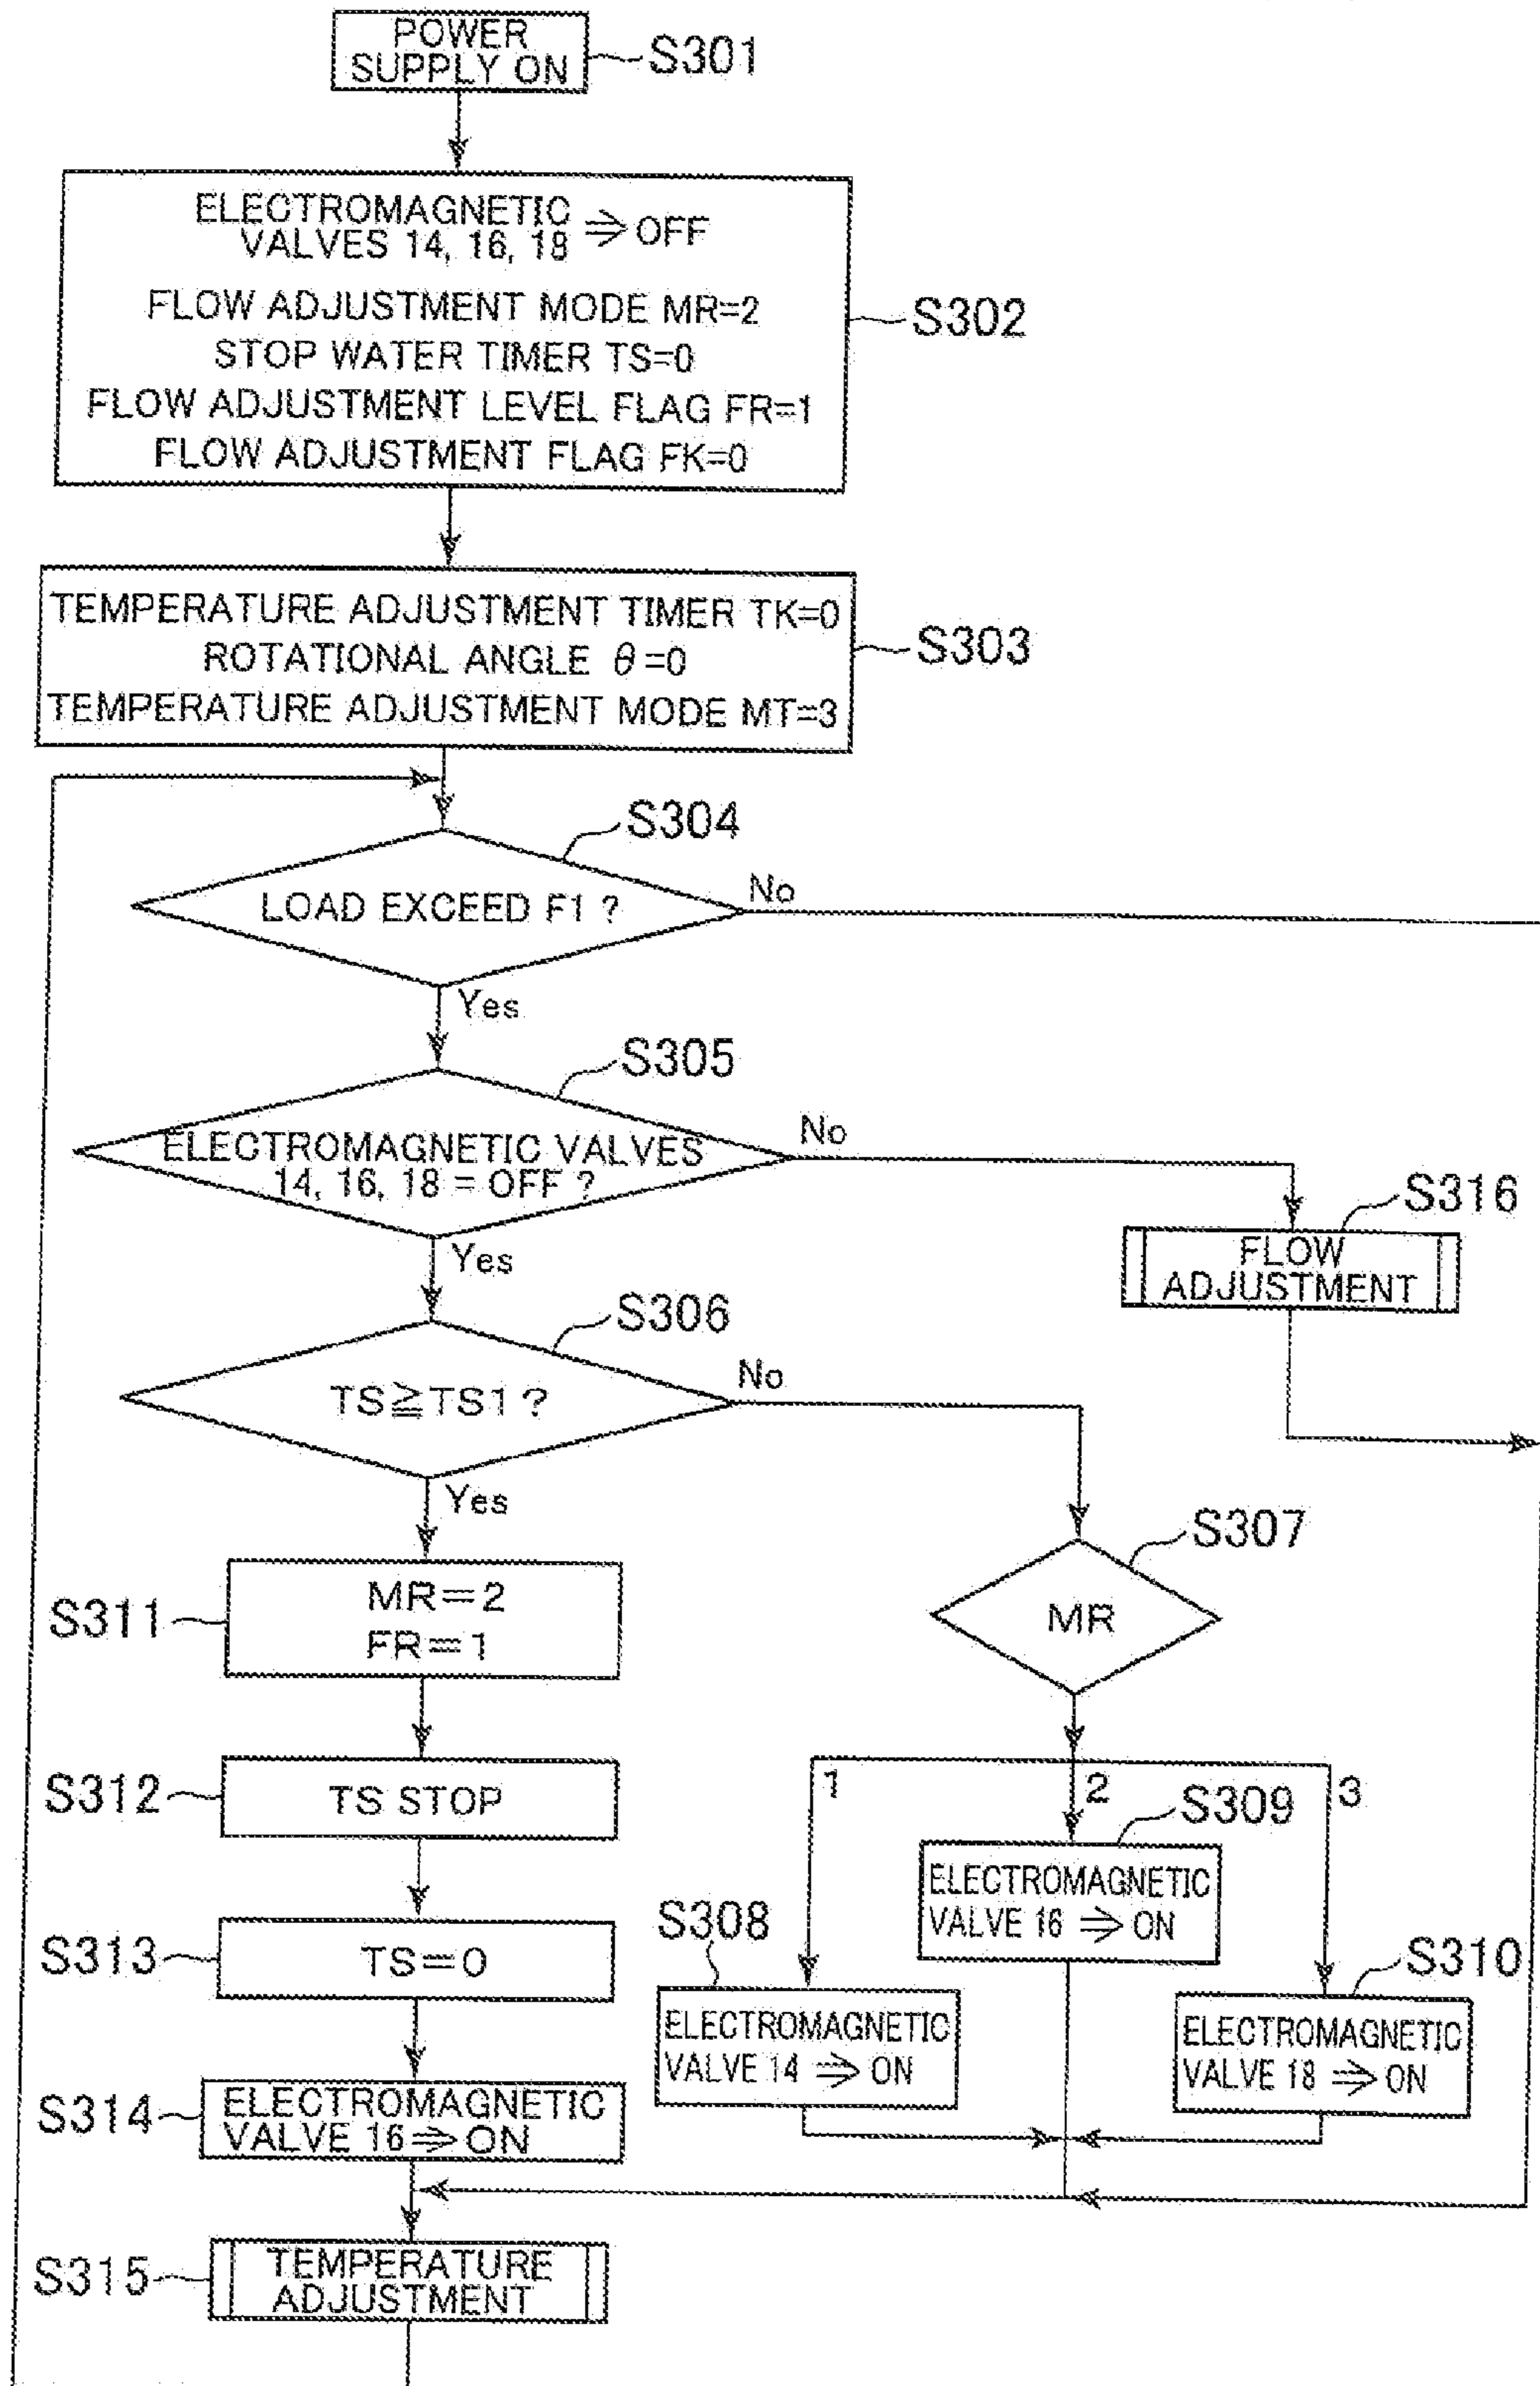 POWER
SUPPLY ON
S301
ELECTROMAGNETIC
VALVES 14, 16, 18 ⇒ OFF
FLOW ADJUSTMENT MODE MR=2
STOP WATER TIMER TS=0
FLOW ADJUSTMENT LEVEL FLAG FR=1
FLOW ADJUSTMENT FLAG FK=0
S302
TEMPERATURE ADJUSTMENT TIMER TK=0
ROTATIONAL ANGLE θ=0
TEMPERATURE ADJUSTMENT MODE MT=3
S303
S304
LOAD EXCEED F1 ?
No
Yes
S305
ELECTROMAGNETIC VALVES
14, 16, 18 = OFF ?
No
Yes
S316
FLOW
ADJUSTMENT
S306
TS≧TS1 ?
No
Yes
S307
MR
S311
MR=2
FR=1
S312
TS STOP
1
2
3
S309
ELECTROMAGNETIC
VALVE 16 ⇒ ON
S313
TS=0
S308
ELECTROMAGNETIC
VALVE 14 ⇒ ON
S310
ELECTROMAGNETIC
VALVE 18 ⇒ ON
S314
ELECTROMAGNETIC
VALVE 16 ⇒ ON
S315
TEMPERATURE
ADJUSTMENT